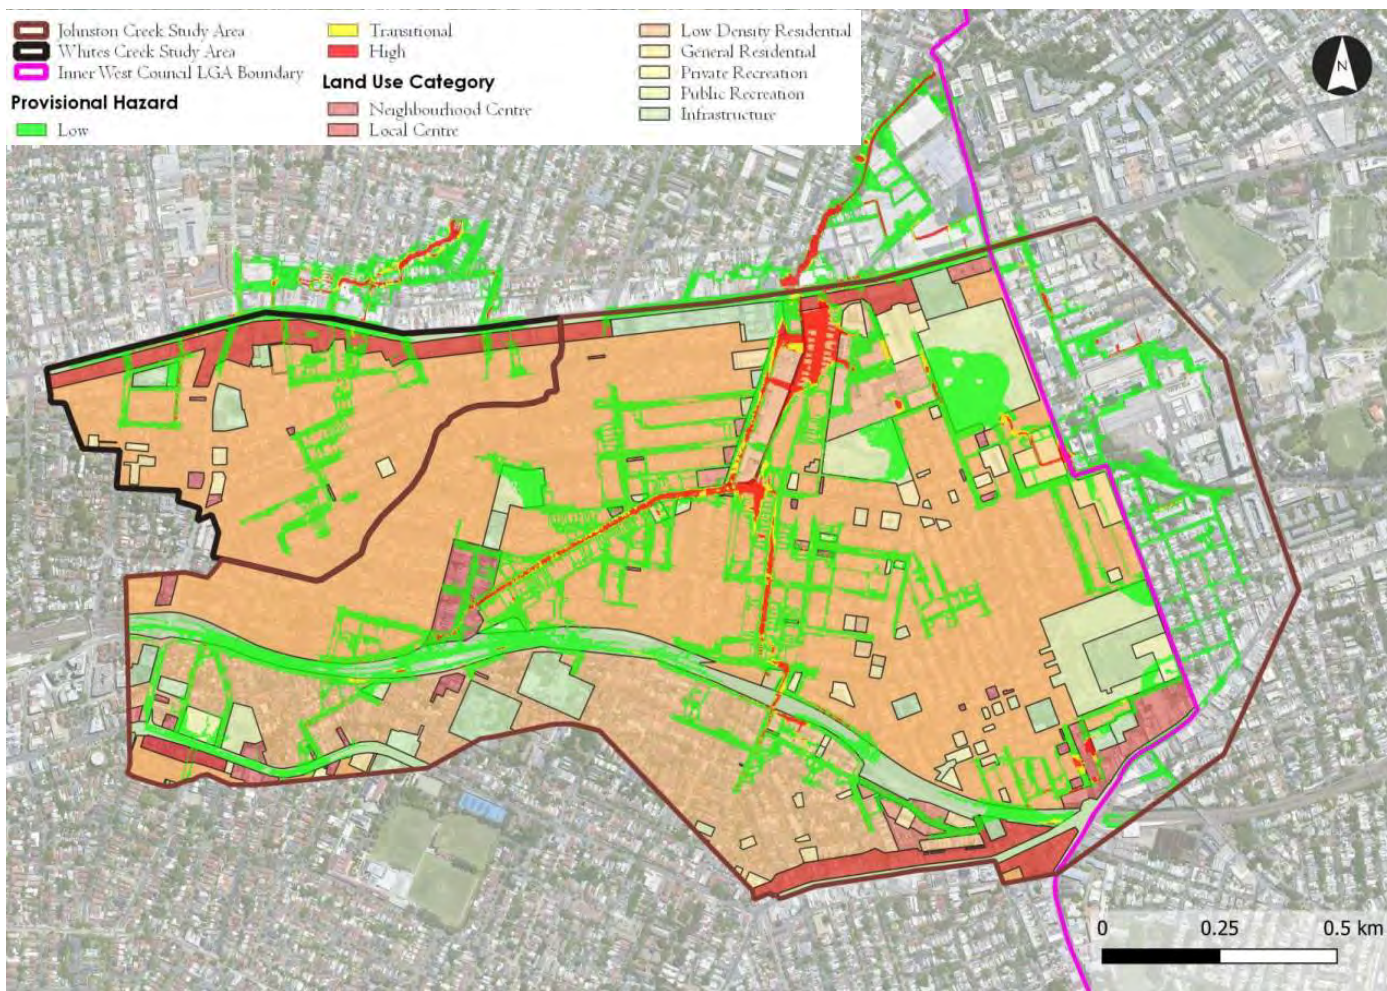 Johnston Creek Study Area
Whites Creek Study Area
Inner West Council LGA Boundary
Provisional Hazard
Low
Transitional
High
Land Use Category
Neighbourhood Centre
Local Centre
Low Density Residential
General Residential
Private Recreation
Public Recreation
Infrastructure
N
0 0.25 0.5 km